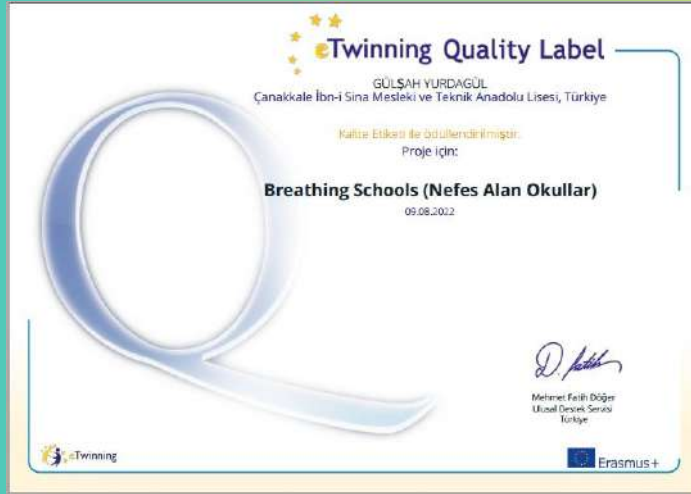 eTwinning Quality Label
GÜLŞAH YURDAGÜL
Çanakkale İbn-i Sina Mesleki ve Teknik Anadolu Lisesi, Türkiye
Kalite Etiketi ile ödüllendirilmiştir.
Proje için:
Breathing Schools (Nefes Alan Okullar)
09.08.2022
D. fatih
Mehmet Fatih Döğer
Ulusal Destek Servisi
Türkiye
eTwinning
Erasmus+